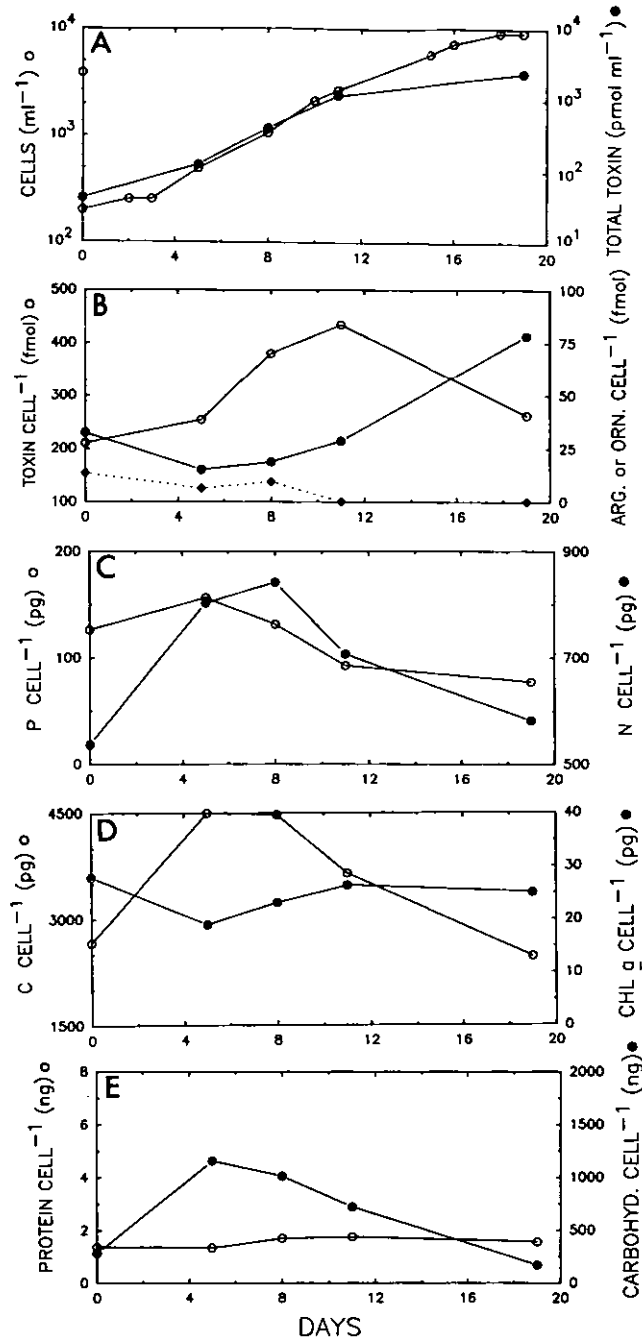 A
CELLS (ml⁻¹) o
10⁴
10³
10²
TOTAL TOXIN (pmol ml⁻¹) ●
10⁴
10³
10²
10¹
0 4 8 12 16 20
B
TOXIN CELL⁻¹ (fmol) o
500
400
300
200
100
ARG. or ORN. CELL⁻¹ (fmol)
100
75
50
25
0
0 4 8 12 16 20
C
P CELL⁻¹ (pg) o
200
100
0
N CELL⁻¹ (pg) ●
900
700
500
0 4 8 12 16 20
D
C CELL⁻¹ (pg) o
4500
3000
1500
CHL a CELL⁻¹ (pg) ●
40
30
20
10
0
0 4 8 12 16 20
E
PROTEIN CELL⁻¹ (ng) o
8
6
4
2
0
CARBOHYD. CELL⁻¹ (ng) ●
2000
1500
1000
500
0
0 4 8 12 16 20
DAYS